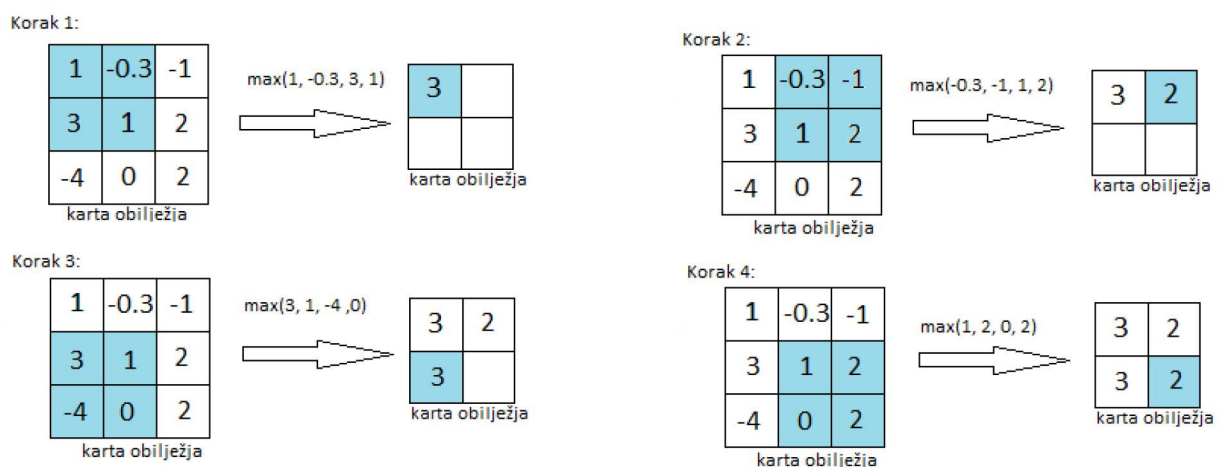 Korak 1:
1 -0.3 -1
3 1 2
-4 0 2
karta obilježja
max(1, -0.3, 3, 1)
3
karta obilježja
Korak 2:
1 -0.3 -1
3 1 2
-4 0 2
karta obilježja
max(-0.3, -1, 1, 2)
3 2
karta obilježja
Korak 3:
1 -0.3 -1
3 1 2
-4 0 2
karta obilježja
max(3, 1, -4 ,0)
3 2
3
karta obilježja
Korak 4:
1 -0.3 -1
3 1 2
-4 0 2
karta obilježja
max(1, 2, 0, 2)
3 2
3 2
karta obilježja